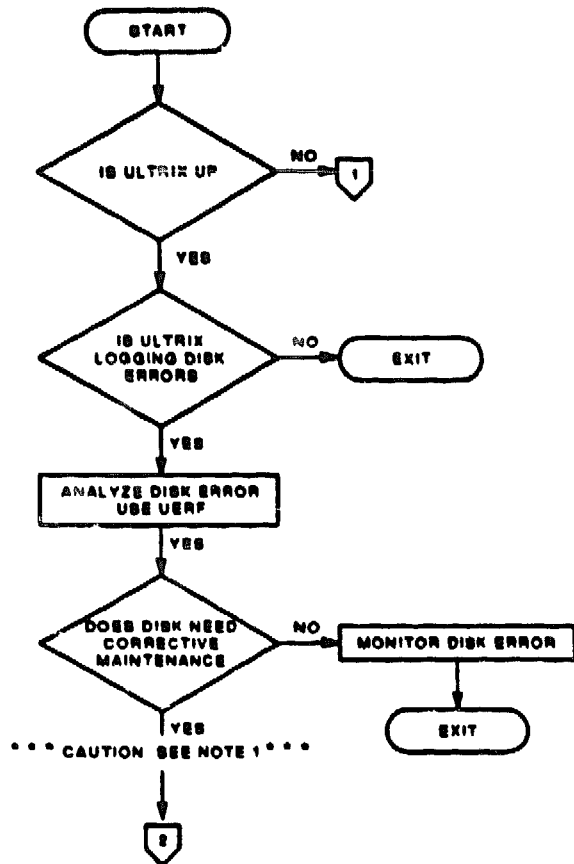 START
IS ULTRIX UP
NO
1
YES
IS ULTRIX
LOGGING DISK
ERRORS
NO
EXIT
YES
ANALYZE DISK ERROR
USE UERF
YES
DOES DISK NEED
CORRECTIVE
MAINTENANCE
NO
MONITOR DISK ERROR
YES
EXIT
* * * CAUTION SEE NOTE 1 * * *
2